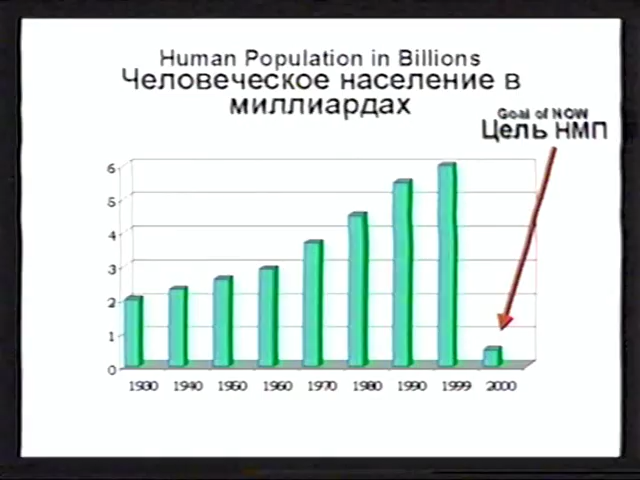 Human Population in Billions
Человеческое население в
миллиардах
Goal of NOW
Цель НМП
6
5
4
3
2
1
0
1930 1940 1950 1960 1970 1980 1990 1999 2000